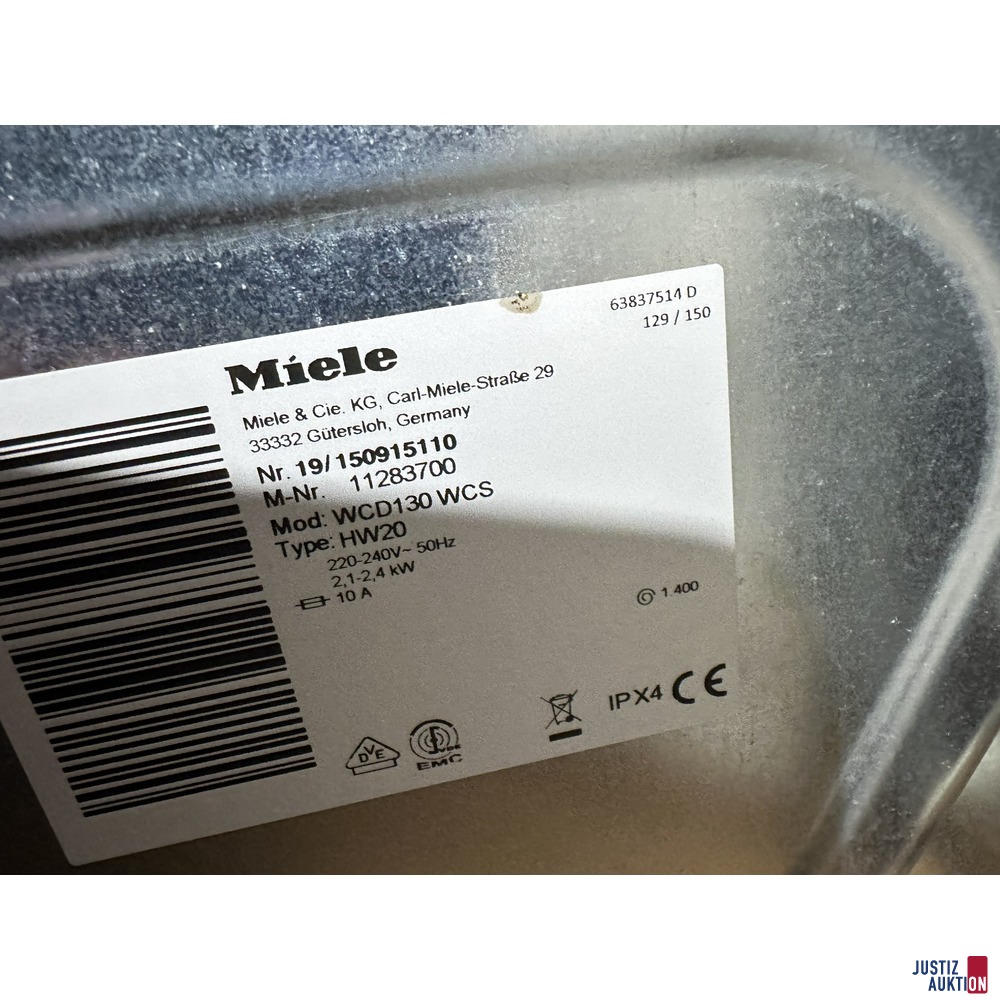 63837514 D
129 / 150
Miele
Miele & Cie. KG, Carl-Miele-Straße 29
33332 Gütersloh, Germany
Nr. 19/ 150915110
M-Nr. 11283700
Mod: WCD130 WCS
Type: HW20
220-240V~ 50Hz
2,1-2,4 kW
10 A
1.400
IPX4 CE
DVE
VDE
EMC
JUSTIZ
AUKTION